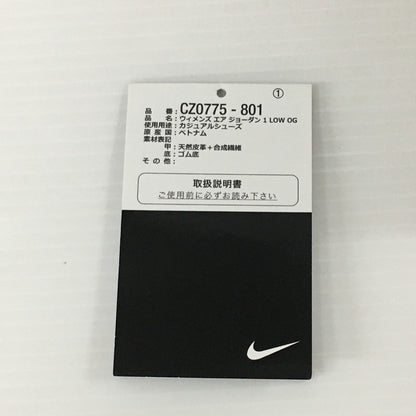 ①
品 番： CZ0775 - 801
品 名：ウィメンズ エア ジョーダン 1 LOW OG
使用用途：カジュアルシューズ
原 産 国：ベトナム
素材表記
甲：天然皮革＋合成繊維
底：ゴム底
そ の 他：
取扱説明書
ご使用前に必ずお読み下さい